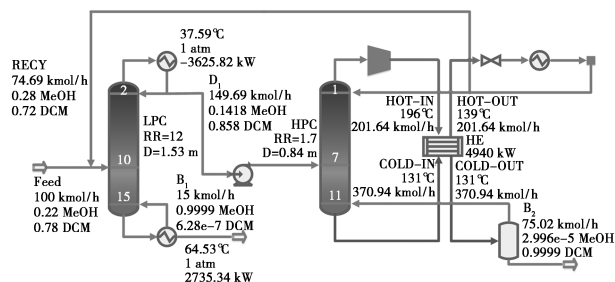 RECY
74.69 kmol/h
0.28 MeOH
0.72 DCM
Feed
100 kmol/h
0.22 MeOH
0.78 DCM
2
10
15
LPC
RR=12
D=1.53 m
37.59℃
1 atm
-3625.82 kW
D1
149.69 kmol/h
0.1418 MeOH
0.858 DCM
B1
15 kmol/h
0.9999 MeOH
6.28e-7 DCM
64.53℃
1 atm
2735.34 kW
HPC
RR=1.7
D=0.84 m
1
7
11
HOT-IN
196℃
201.64 kmol/h
HOT-OUT
139℃
201.64 kmol/h
HE
4940 kW
COLD-IN
131℃
370.94 kmol/h
COLD-OUT
131℃
370.94 kmol/h
B2
75.02 kmol/h
2.996e-5 MeOH
0.9999 DCM